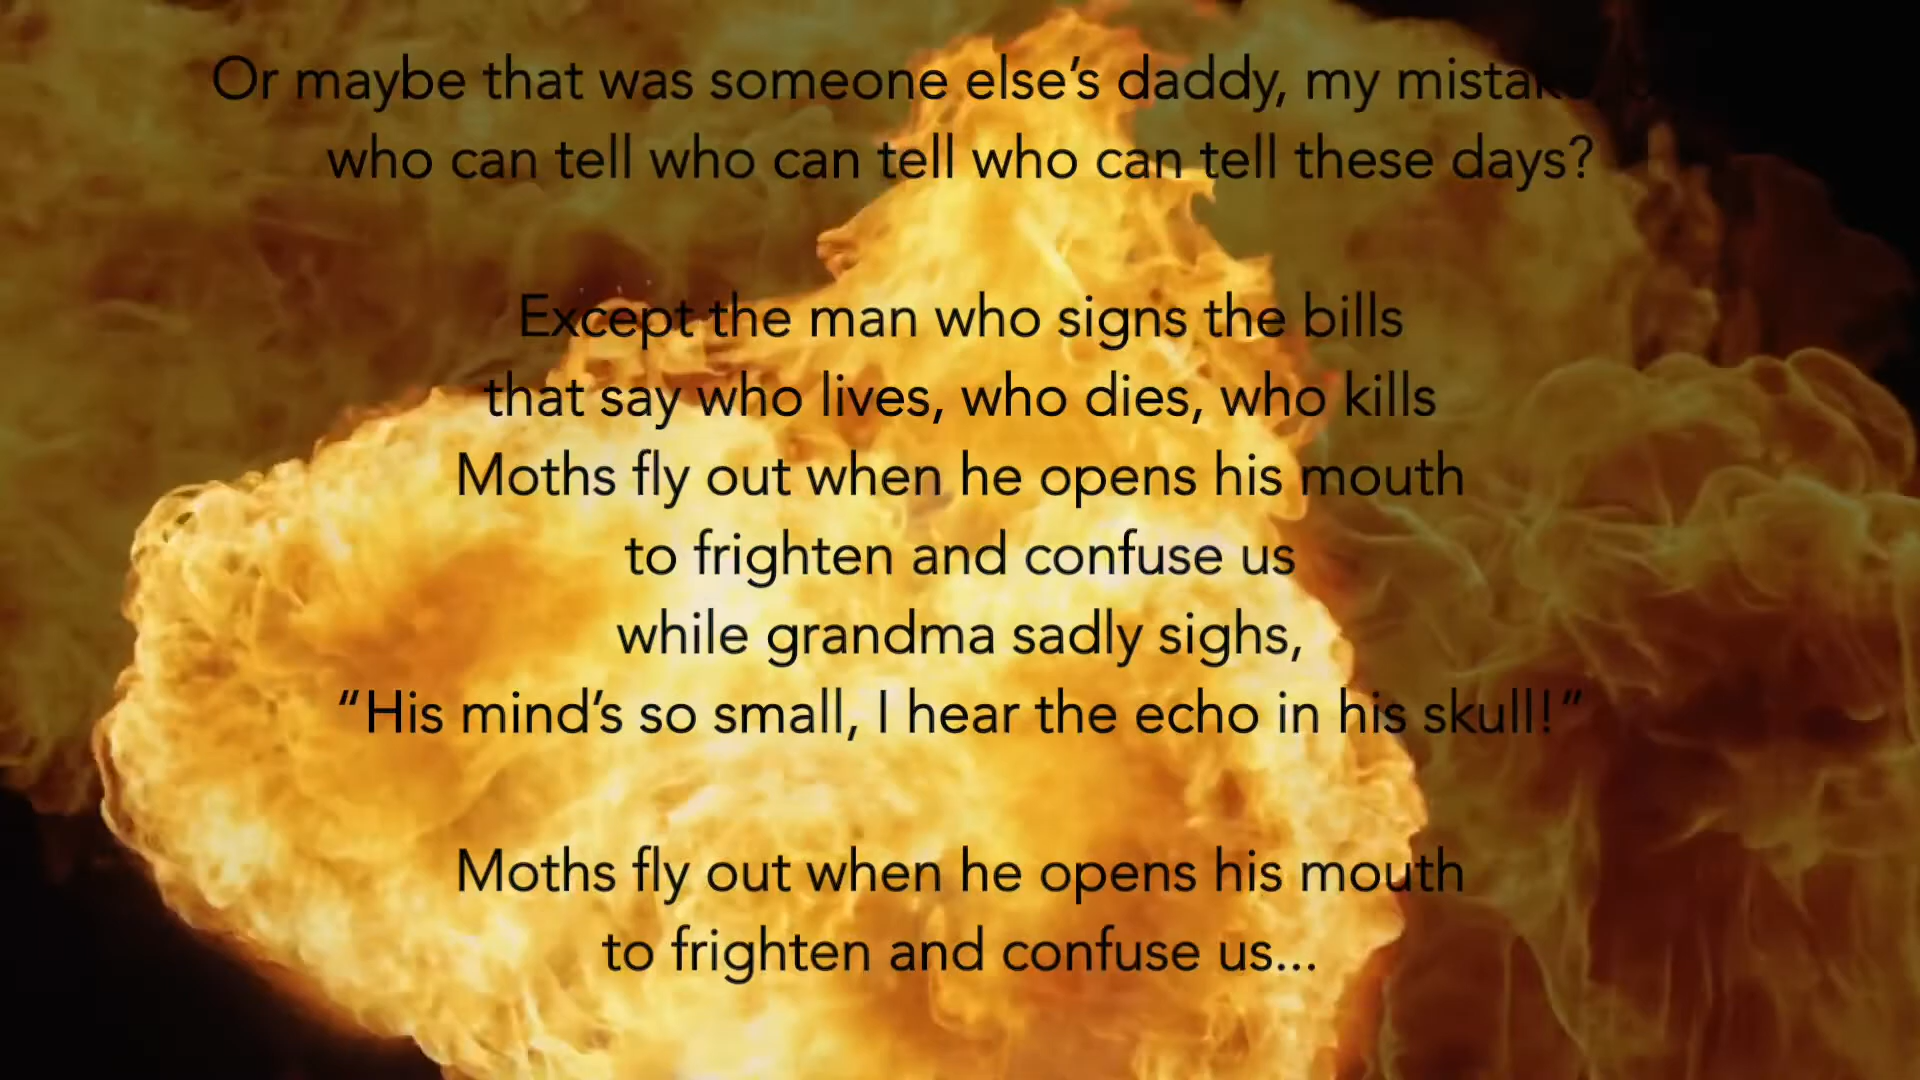 Or maybe that was someone else’s daddy, my mistake,
who can tell who can tell who can tell these days?
Except the man who signs the bills
that say who lives, who dies, who kills
Moths fly out when he opens his mouth
to frighten and confuse us
while grandma sadly sighs,
“His mind’s so small, I hear the echo in his skull!”
Moths fly out when he opens his mouth
to frighten and confuse us...